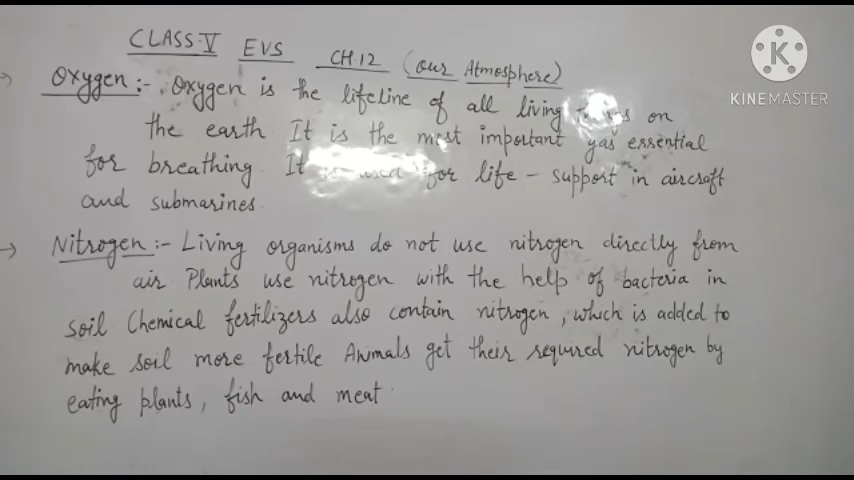 CLASS-V EVS CH.12 (our Atmosphere)
KINEMASTER
→ Oxygen:- Oxygen is the lifeline of all living things on
the earth It is the most important gas essential
for breathing. It is used for life - support in aircraft
and submarines.
→ Nitrogen:- Living organisms do not use nitrogen directly from
air Plants use nitrogen with the help of bacteria in
soil Chemical fertilizers also contain nitrogen, which is added to
make soil more fertile Animals get their required nitrogen by
eating plants, fish and meat.